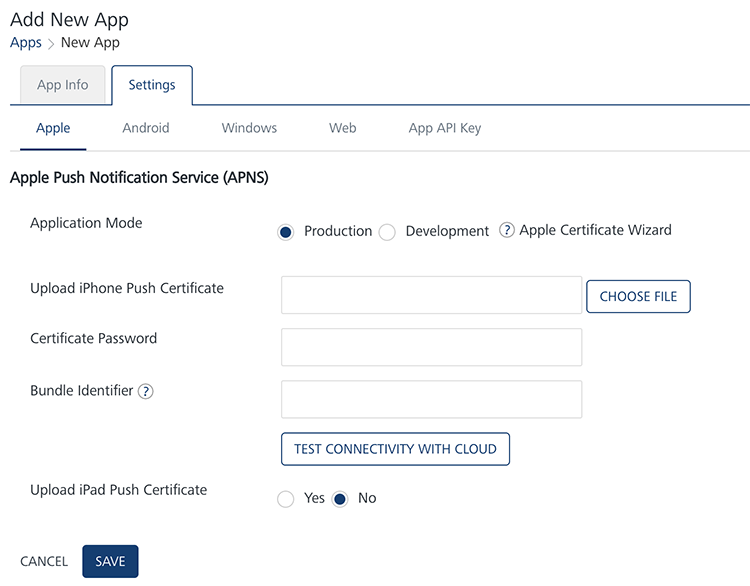 Add New App
Apps > New App
App Info Settings
Apple Android Windows Web App API Key
Apple Push Notification Service (APNS)
Application Mode Production Development ? Apple Certificate Wizard
Upload iPhone Push Certificate CHOOSE FILE
Certificate Password
Bundle Identifier ?
TEST CONNECTIVITY WITH CLOUD
Upload iPad Push Certificate Yes No
CANCEL SAVE